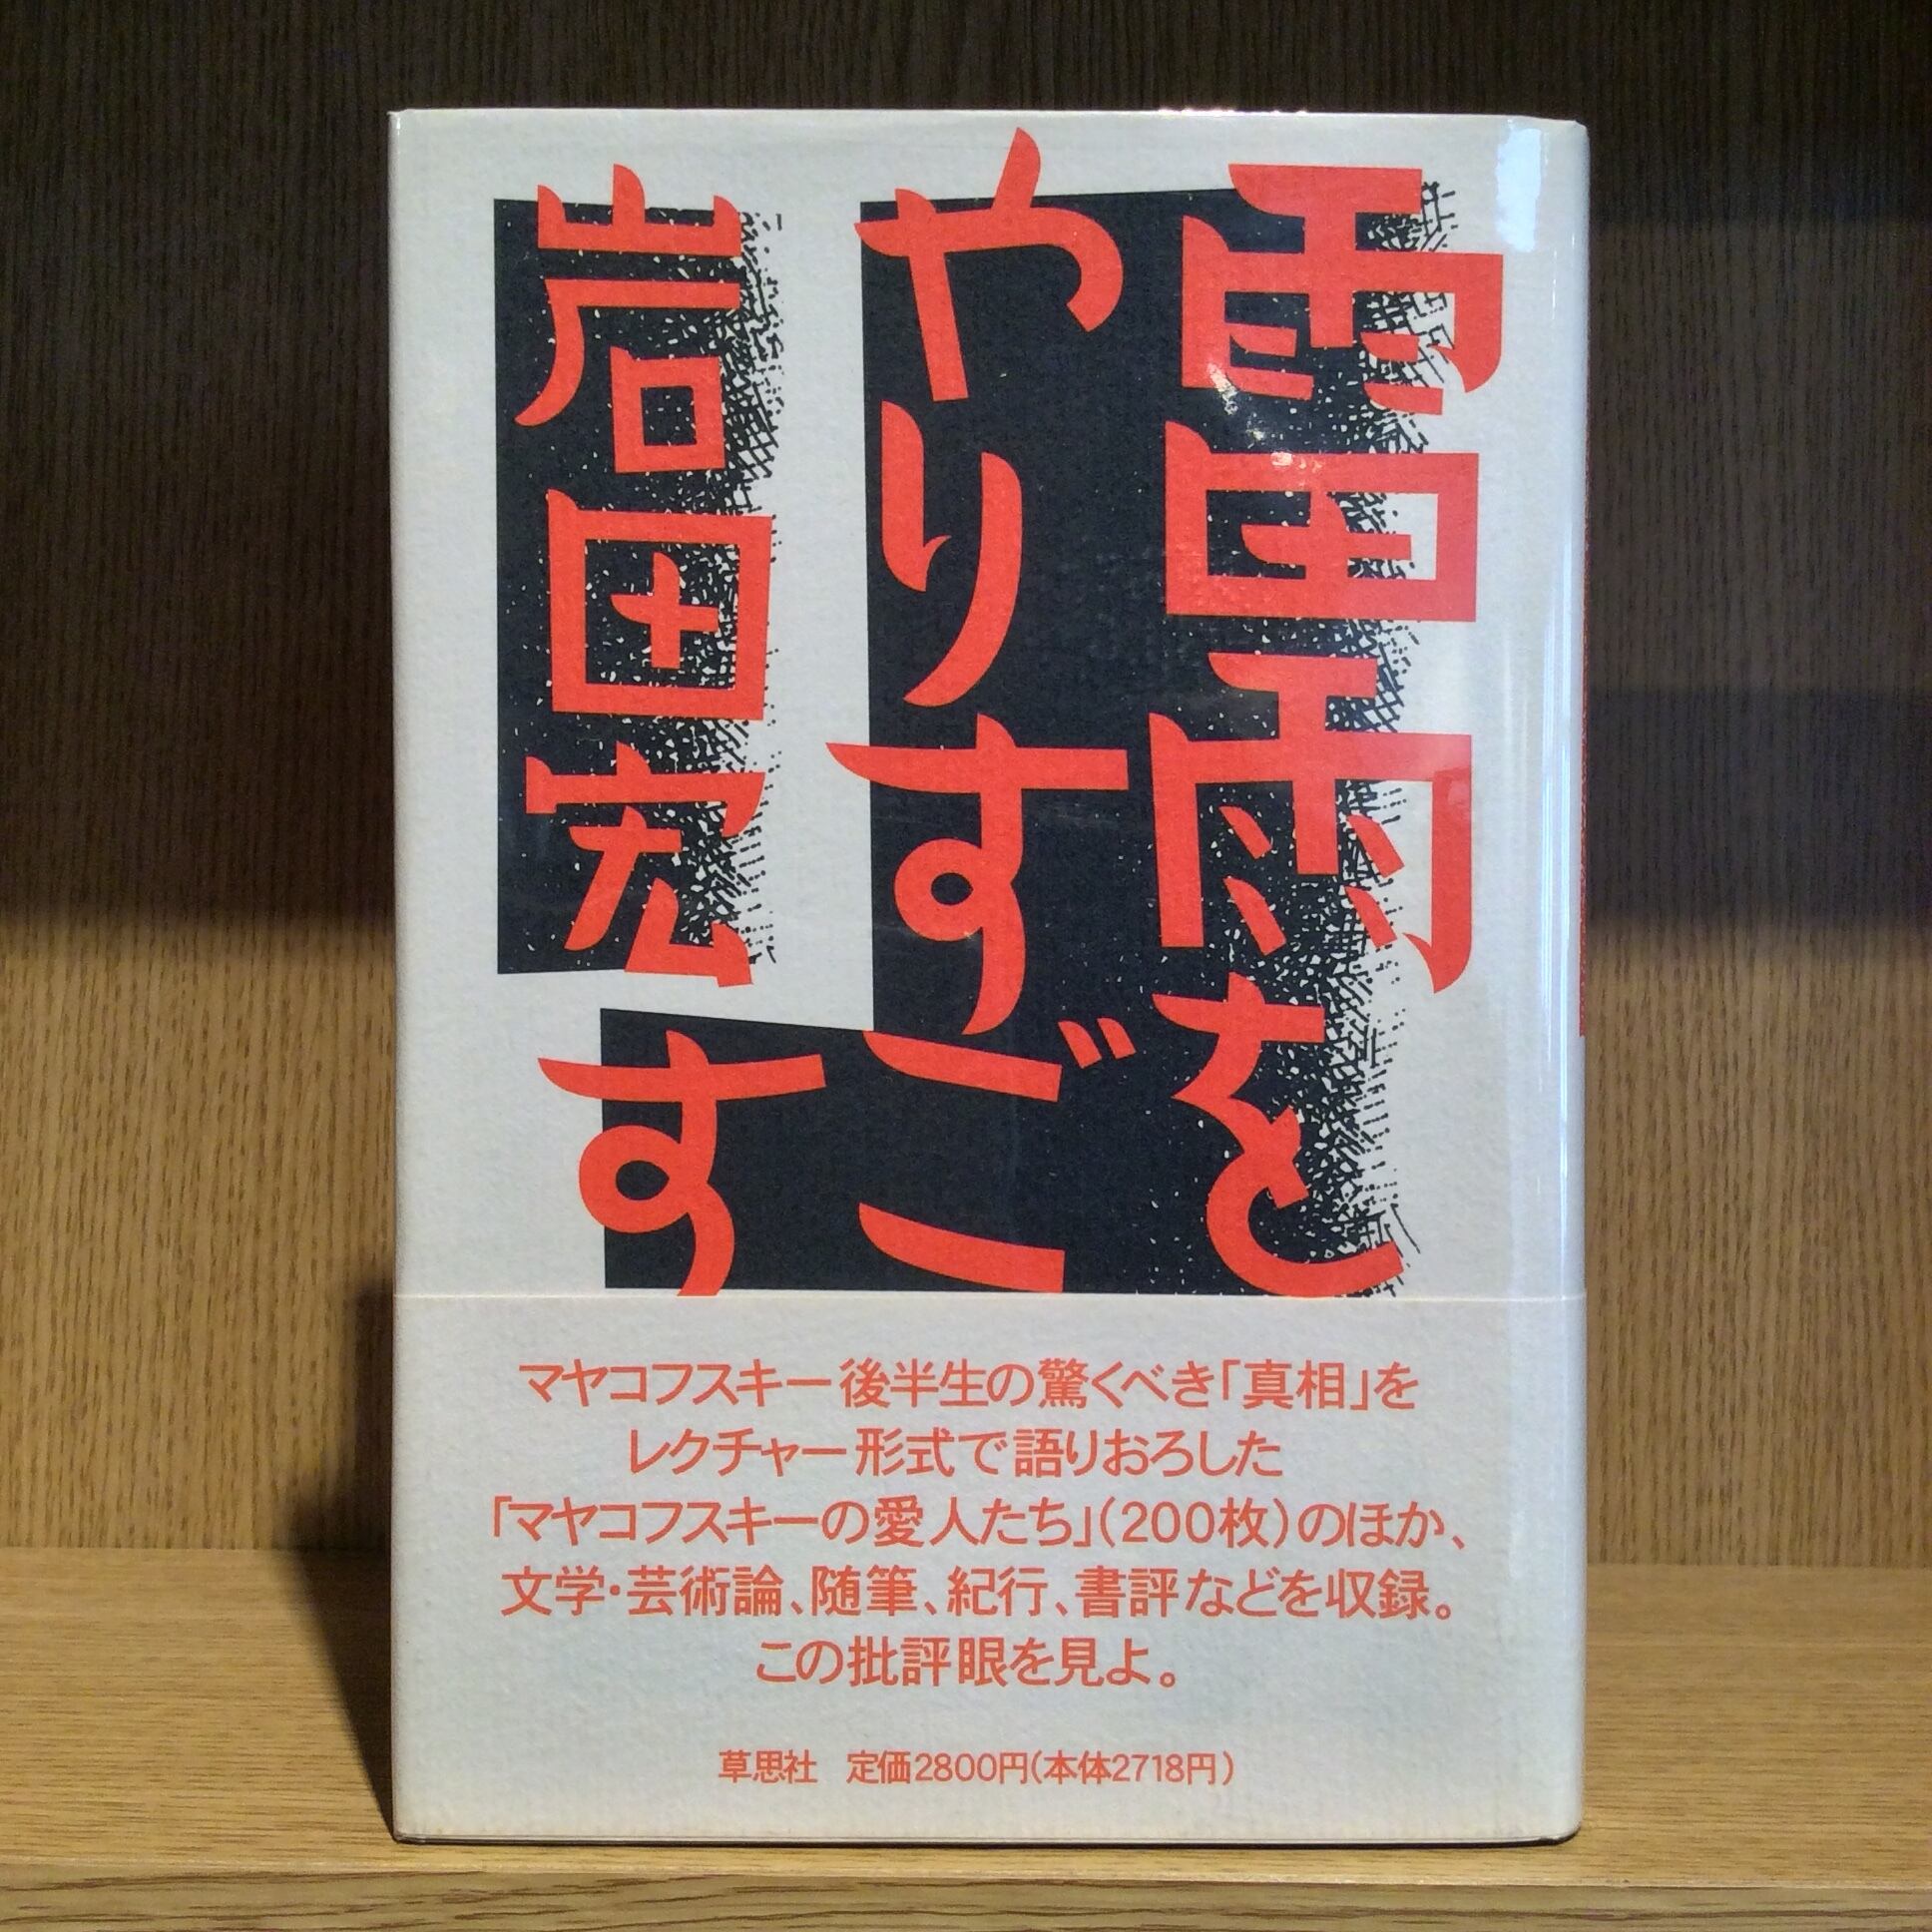 雷雨を
やりすご
す
岩田宏
マヤコフスキー後半生の驚くべき「真相」を
レクチャー形式で語りおろした
「マヤコフスキーの愛人たち」(200枚)のほか、
文学・芸術論、随筆、紀行、書評などを収録。
この批評眼を見よ。
草思社 定価2800円(本体2718円)